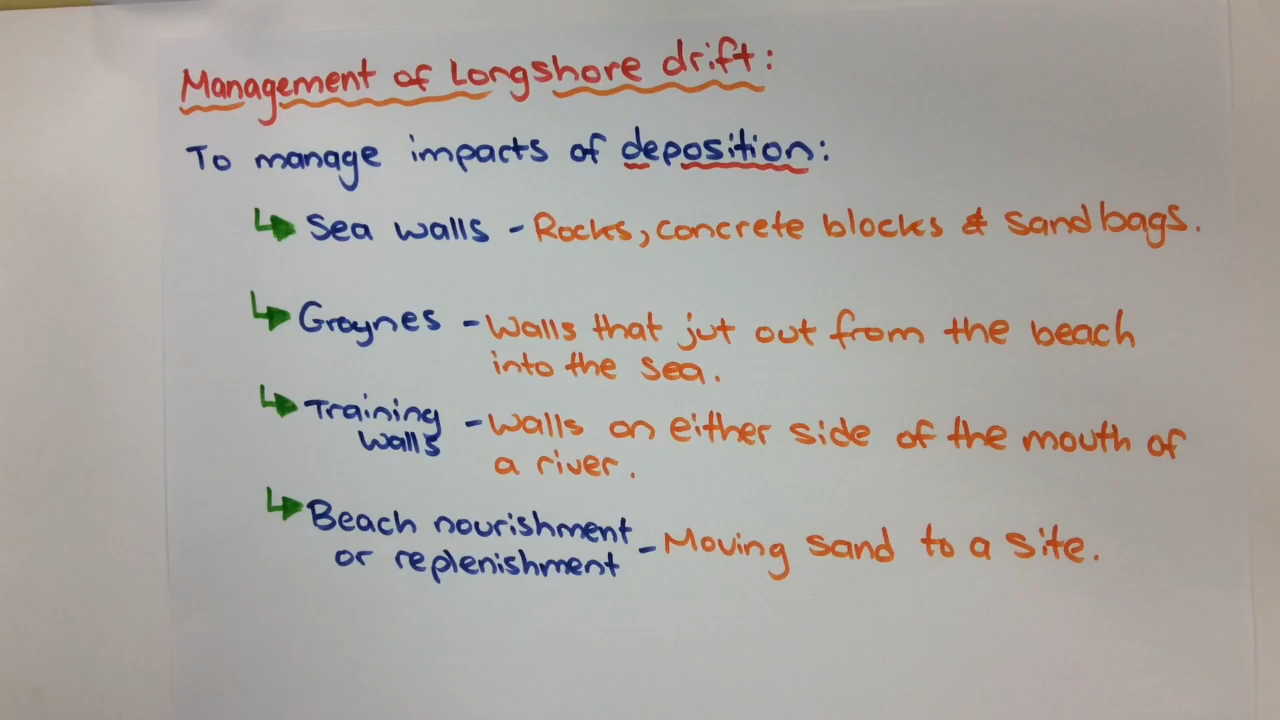 Management of Longshore drift:
To manage impacts of deposition:
↳ Sea walls - Rocks, concrete blocks & sand bags.
↳ Groynes - Walls that jut out from the beach
into the sea.
↳ Training - Walls on either side of the mouth of
walls a river.
↳ Beach nourishment
or replenishment - Moving sand to a site.